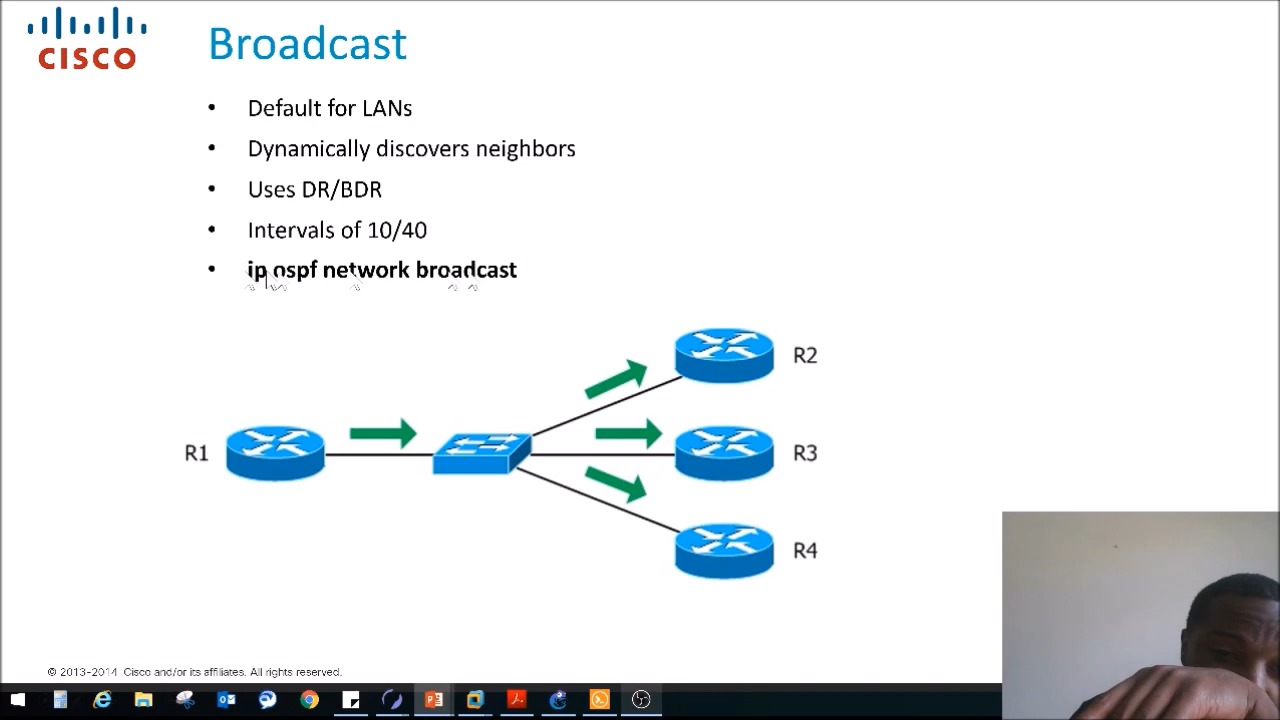 CISCO
Broadcast
• Default for LANs
• Dynamically discovers neighbors
• Uses DR/BDR
• Intervals of 10/40
• ip ospf network broadcast
R2
R1
R3
R4
© 2013-2014 Cisco and/or its affiliates. All rights reserved.